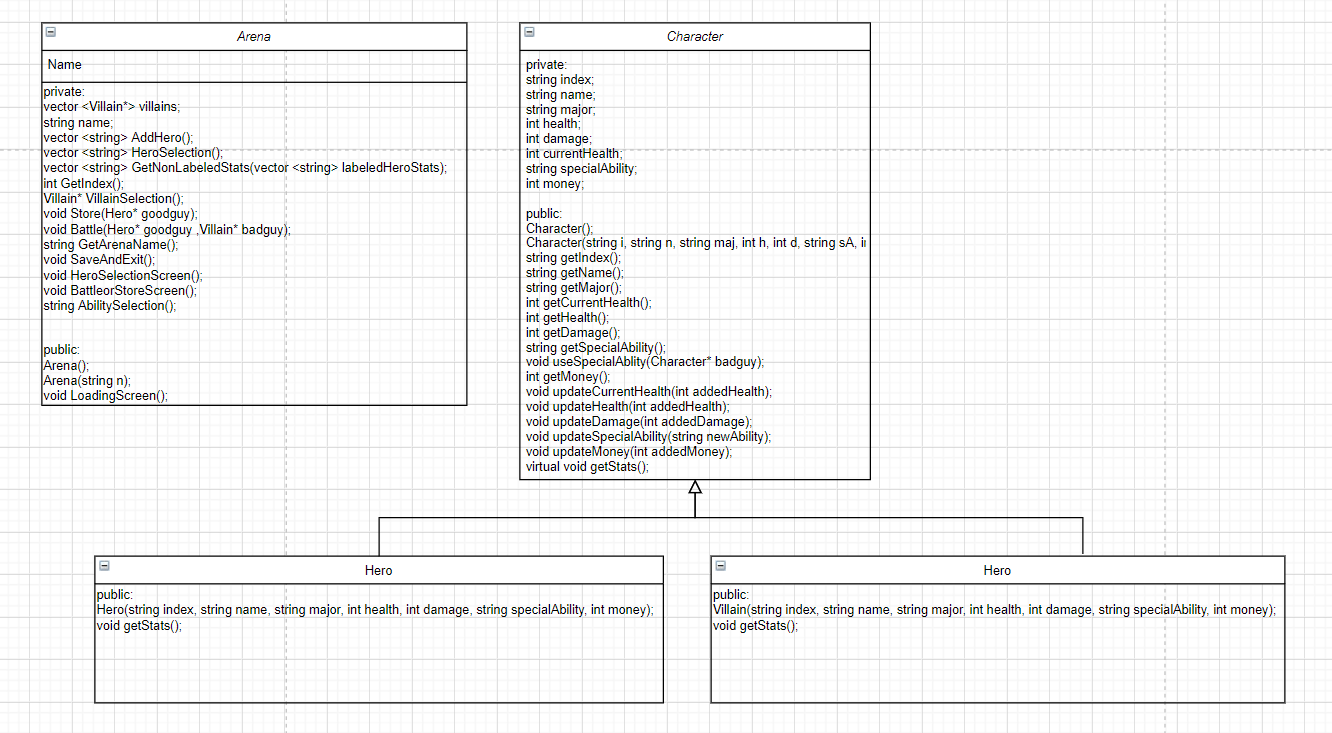 Arena
Name
private:
vector <Villain*> villains;
string name;
vector <string> AddHero();
vector <string> HeroSelection();
vector <string> GetNonLabeledStats(vector <string> labeledHeroStats);
int GetIndex();
Villain* VillainSelection();
void Store(Hero* goodguy);
void Battle(Hero* goodguy ,Villain* badguy);
string GetArenaName();
void SaveAndExit();
void HeroSelectionScreen();
void BattleorStoreScreen();
string AbilitySelection();
public:
Arena();
Arena(string n);
void LoadingScreen();
Character
private:
string index;
string name;
string major;
int health;
int damage;
int currentHealth;
string specialAbility;
int money;
public:
Character();
Character(string i, string n, string maj, int h, int d, string sA,
string getIndex();
string getName();
string getMajor();
int getCurrentHealth();
int getHealth();
int getDamage();
string getSpecialAbility();
void useSpecialAblity(Character* badguy);
int getMoney();
void updateCurrentHealth(int addedHealth);
void updateHealth(int addedHealth);
void updateDamage(int addedDamage);
void updateSpecialAbility(string newAbility);
void updateMoney(int addedMoney);
virtual void getStats();
Hero
public:
Hero(string index, string name, string major, int health, int damage, string specialAbility, int money);
void getStats();
Hero
public:
Villain(string index, string name, string major, int health, int damage, string specialAbility, int money);
void getStats();